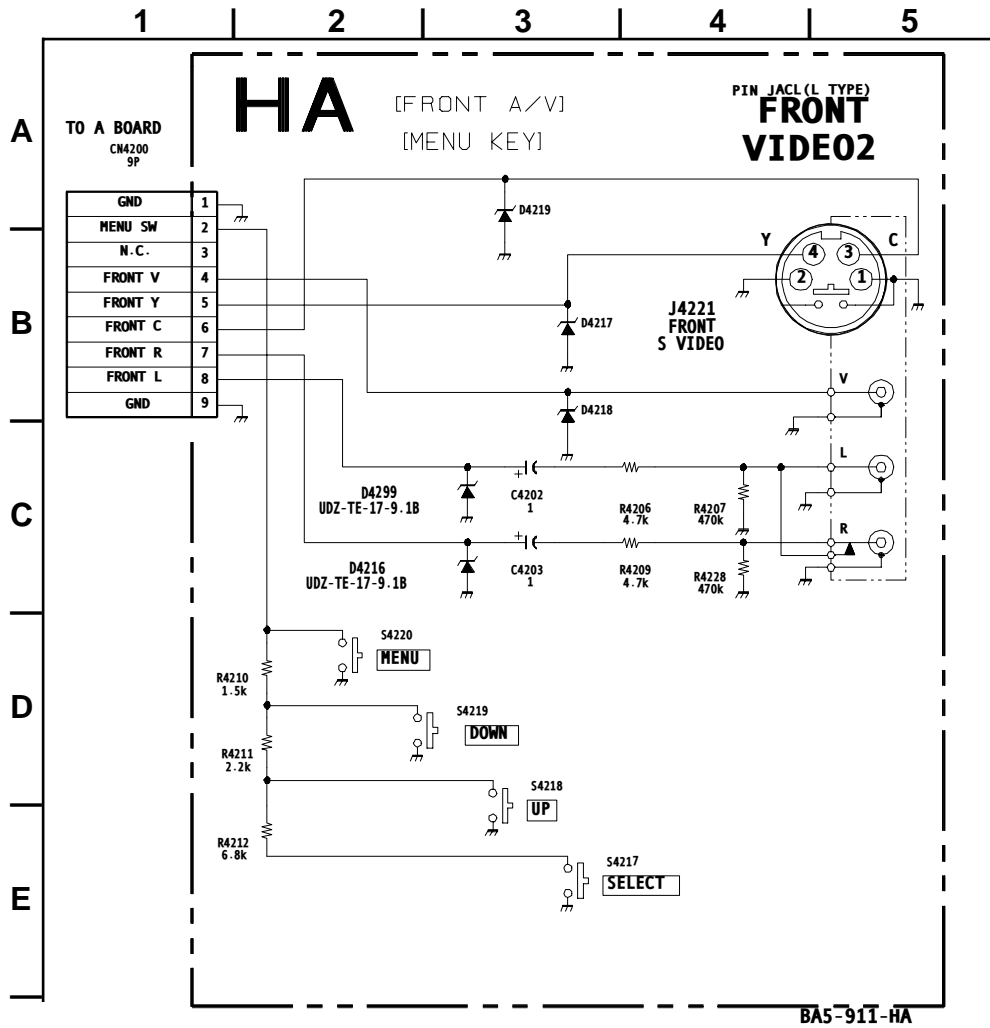 1 2 3 4 5
A
B
C
D
E
HA
[FRONT A/V]
[MENU KEY]
PIN JACL(L TYPE)
FRONT
VIDEO2
TO A BOARD
CN4200
9P
GND 1
MENU SW 2
N.C. 3
FRONT V 4
FRONT Y 5
FRONT C 6
FRONT R 7
FRONT L 8
GND 9
D4219
Y
C
4
3
2
1
D4217
J4221
FRONT
S VIDEO
V
D4218
L
D4299
UDZ-TE-17-9.1B
+
C4202
1
R4206
4.7k
R4207
470k
R
D4216
UDZ-TE-17-9.1B
+
C4203
1
R4209
4.7k
R4228
470k
S4220
MENU
R4210
1.5k
S4219
DOWN
R4211
2.2k
S4218
UP
R4212
6.8k
S4217
SELECT
BA5-911-HA